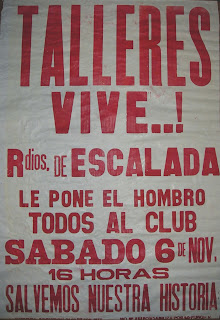 TALLERES
VIVE..!
Rdios. DE ESCALADA
LE PONE EL HOMBRO
TODOS AL CLUB
SABADO 6 DE NOV.
16 HORAS
SALVEMOS NUESTRA HISTORIA